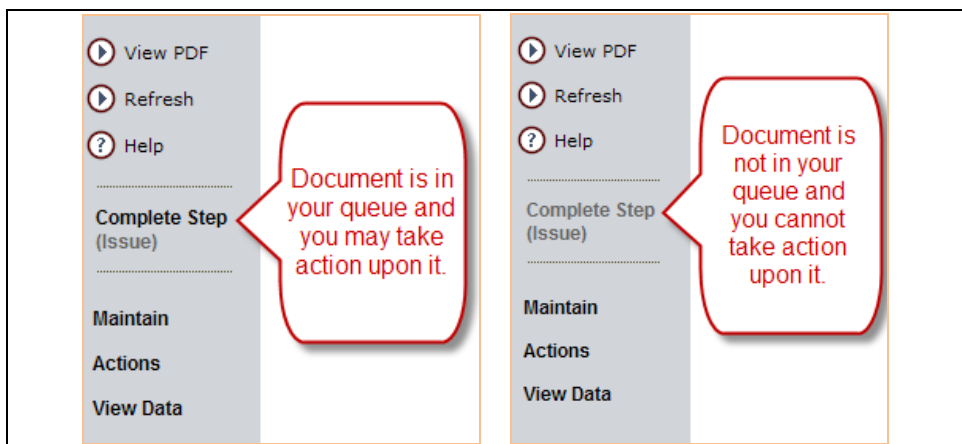 View PDF
Refresh
Help
Complete Step
(Issue)
Maintain
Actions
View Data
Document is in
your queue and
you may take
action upon it.
View PDF
Refresh
Help
Complete Step
(Issue)
Maintain
Actions
View Data
Document is
not in your
queue and
you cannot
take action
upon it.